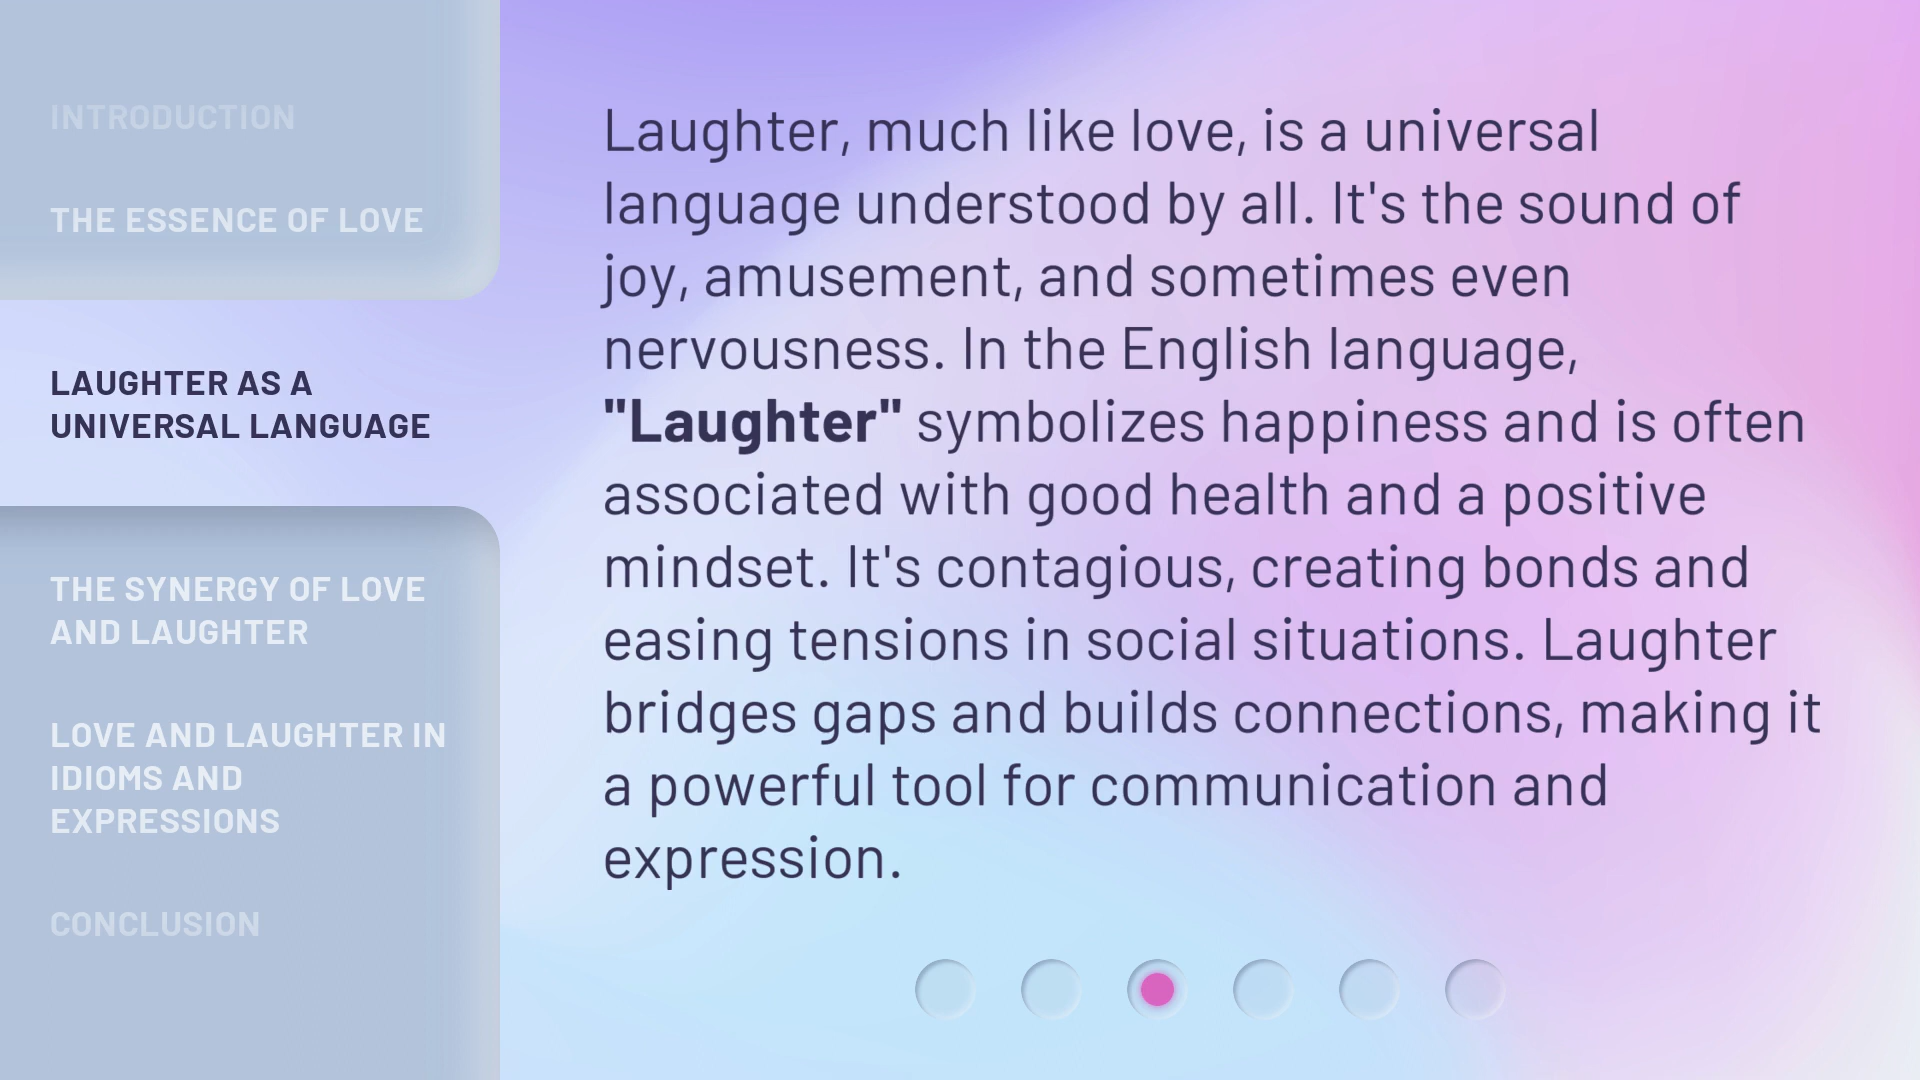 INTRODUCTION
THE ESSENCE OF LOVE
LAUGHTER AS A
UNIVERSAL LANGUAGE
THE SYNERGY OF LOVE
AND LAUGHTER
LOVE AND LAUGHTER IN
IDIOMS AND
EXPRESSIONS
CONCLUSION
Laughter, much like love, is a universal
language understood by all. It's the sound of
joy, amusement, and sometimes even
nervousness. In the English language,
"Laughter" symbolizes happiness and is often
associated with good health and a positive
mindset. It's contagious, creating bonds and
easing tensions in social situations. Laughter
bridges gaps and builds connections, making it
a powerful tool for communication and
expression.